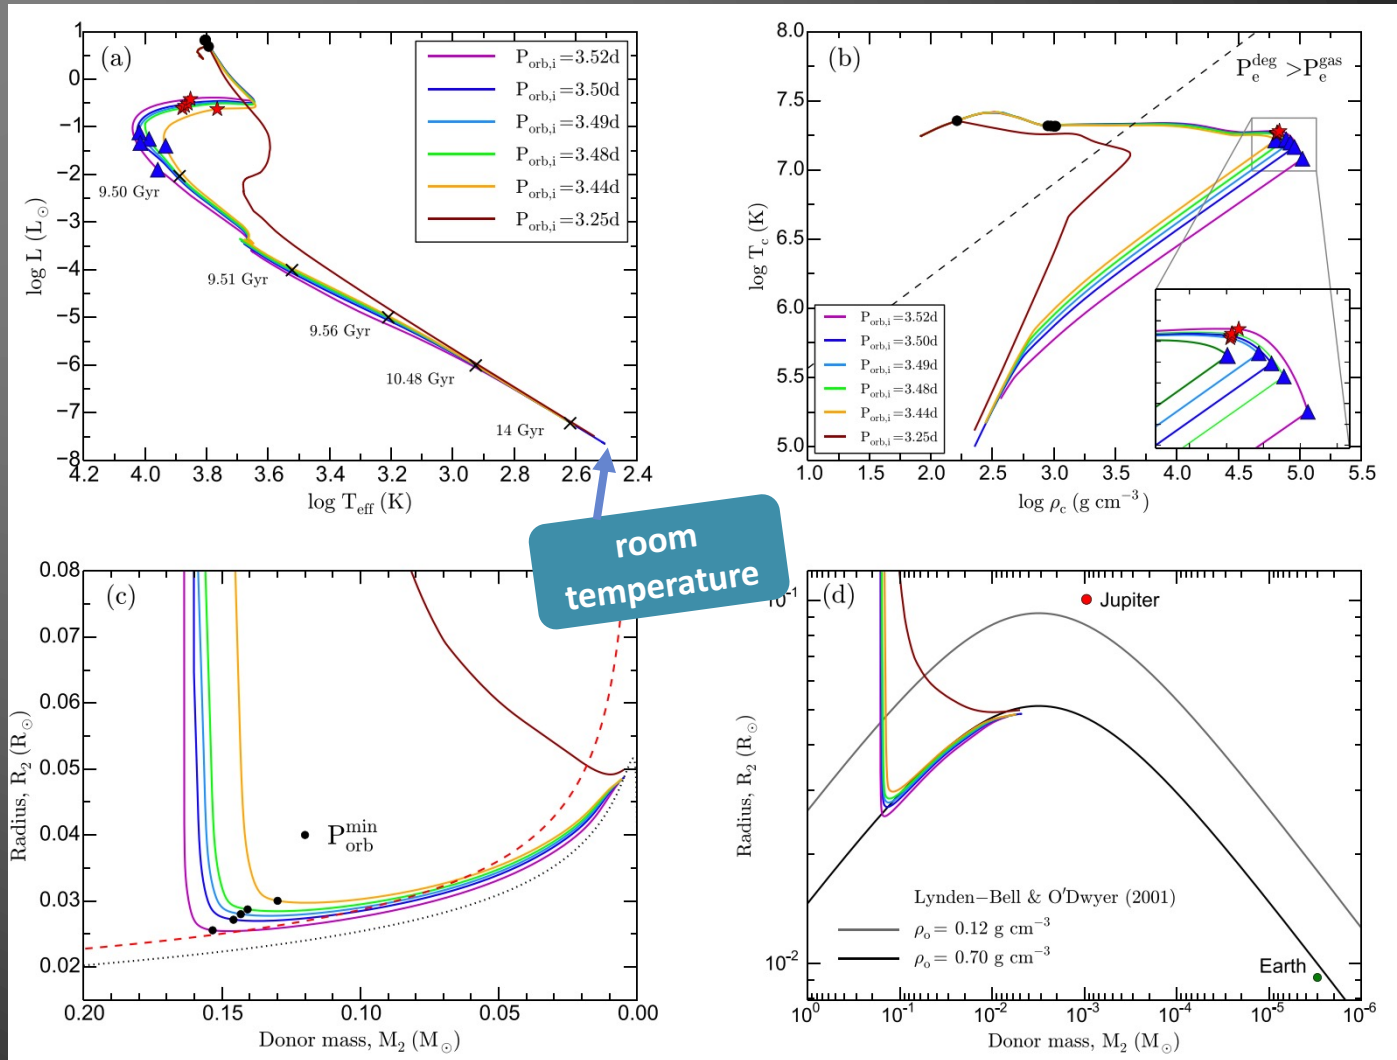 (a)
P_orb,i = 3.52d
P_orb,i = 3.50d
P_orb,i = 3.49d
P_orb,i = 3.48d
P_orb,i = 3.44d
P_orb,i = 3.25d
1
0
−1
−2
−3
−4
−5
−6
−7
−8
log L (L⊙)
9.50 Gyr
9.51 Gyr
9.56 Gyr
10.48 Gyr
14 Gyr
4.2 4.0 3.8 3.6 3.4 3.2 3.0 2.8 2.6 2.4
log T_eff (K)
(b)
P_e^deg > P_e^gas
8.0
7.5
7.0
6.5
6.0
5.5
5.0
log T_c (K)
P_orb,i = 3.52d
P_orb,i = 3.50d
P_orb,i = 3.49d
P_orb,i = 3.48d
P_orb,i = 3.44d
P_orb,i = 3.25d
1.0 1.5 2.0 2.5 3.0 3.5 4.0 4.5 5.0 5.5
log ρ_c (g cm⁻³)
room
temperature
(c)
0.08
0.07
0.06
0.05
0.04
0.03
0.02
Radius, R₂ (R⊙)
P_orb^min
0.20 0.15 0.10 0.05 0.00
Donor mass, M₂ (M⊙)
(d)
10⁻¹
10⁻²
Radius, R₂ (R⊙)
Jupiter
Lynden−Bell & O'Dwyer (2001)
ρ_o = 0.12 g cm⁻³
ρ_o = 0.70 g cm⁻³
Earth
10⁰ 10⁻¹ 10⁻² 10⁻³ 10⁻⁴ 10⁻⁵ 10⁻⁶
Donor mass, M₂ (M⊙)